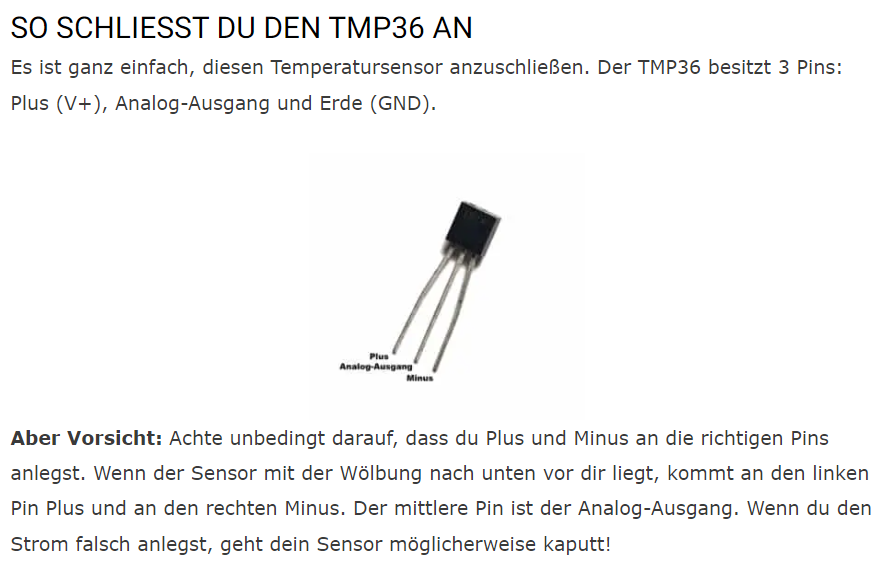 SO SCHLIESST DU DEN TMP36 AN
Es ist ganz einfach, diesen Temperatursensor anzuschließen. Der TMP36 besitzt 3 Pins:
Plus (V+), Analog-Ausgang und Erde (GND).
Plus
Analog-Ausgang
Minus
Aber Vorsicht: Achte unbedingt darauf, dass du Plus und Minus an die richtigen Pins
anlegst. Wenn der Sensor mit der Wölbung nach unten vor dir liegt, kommt an den linken
Pin Plus und an den rechten Minus. Der mittlere Pin ist der Analog-Ausgang. Wenn du den
Strom falsch anlegst, geht dein Sensor möglicherweise kaputt!